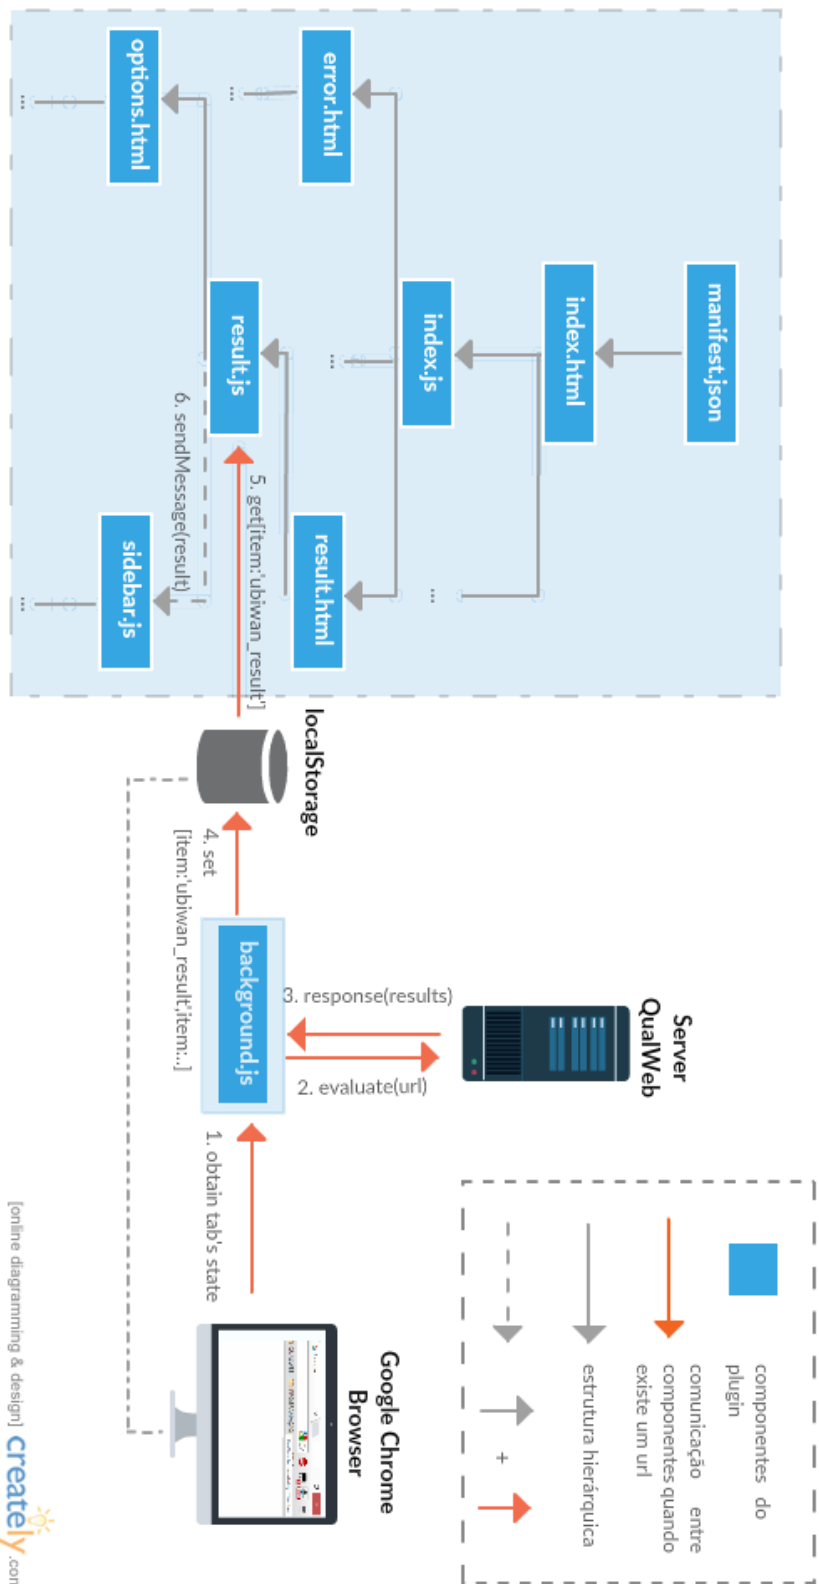 manifest.json
index.html
index.js
error.html
result.html
result.js
options.html
sidebar.js
...
...
...
...
...
5. get[item:'ubiwan_result']
6. sendMessage(result)
localStorage
4. set
[item:'ubiwan_result',item:..]
background.js
3. response(results)
2. evaluate(url)
Server
QualWeb
1. obtain tab's state
Google Chrome
Browser
componentes do
plugin
comunicação entre
componentes quando
existe um url
estrutura hierárquica
+
[online diagramming & design] creately .com